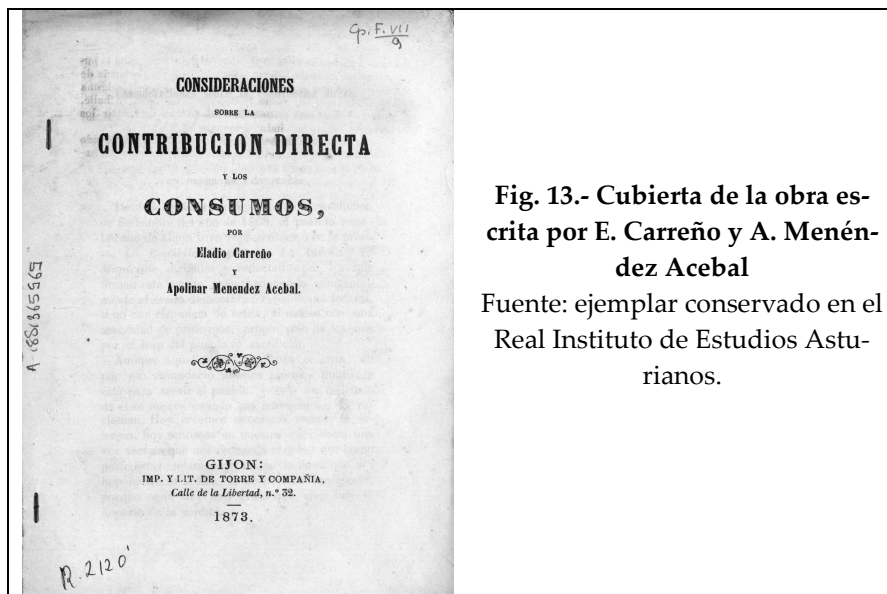 Cp. F. VII
9
CONSIDERACIONES
SOBRE LA
CONTRIBUCION DIRECTA
Y LOS
CONSUMOS,
POR
Eladio Carreño
Y
Apolinar Menendez Acebal.
GIJON:
IMP. Y LIT. DE TORRE Y COMPAÑIA,
Calle de la Libertad, n.º 32.
1873.
R. 2120
Fig. 13.- Cubierta de la obra es-
crita por E. Carreño y A. Menén-
dez Acebal
Fuente: ejemplar conservado en el
Real Instituto de Estudios Astu-
rianos.